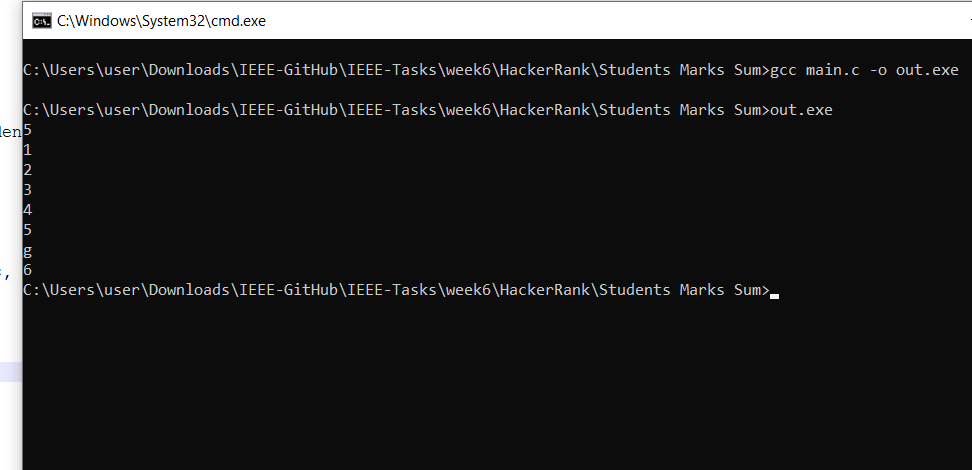 C:\Windows\System32\cmd.exe
C:\Users\user\Downloads\IEEE-GitHub\IEEE-Tasks\week6\HackerRank\Students Marks Sum>gcc main.c -o out.exe
C:\Users\user\Downloads\IEEE-GitHub\IEEE-Tasks\week6\HackerRank\Students Marks Sum>out.exe
5
1
2
3
4
5
g
6
C:\Users\user\Downloads\IEEE-GitHub\IEEE-Tasks\week6\HackerRank\Students Marks Sum>